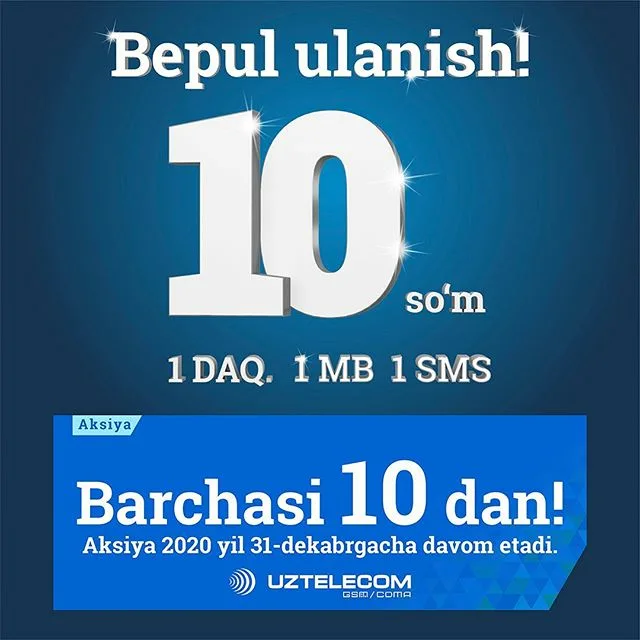 Bepul ulanish!
10 so‘m
1 DAQ. 1 MB 1 SMS
Aksiya
Barchasi 10 dan!
Aksiya 2020 yil 31-dekabrgacha davom etadi.
UZTELECOM
GSM/CDMA